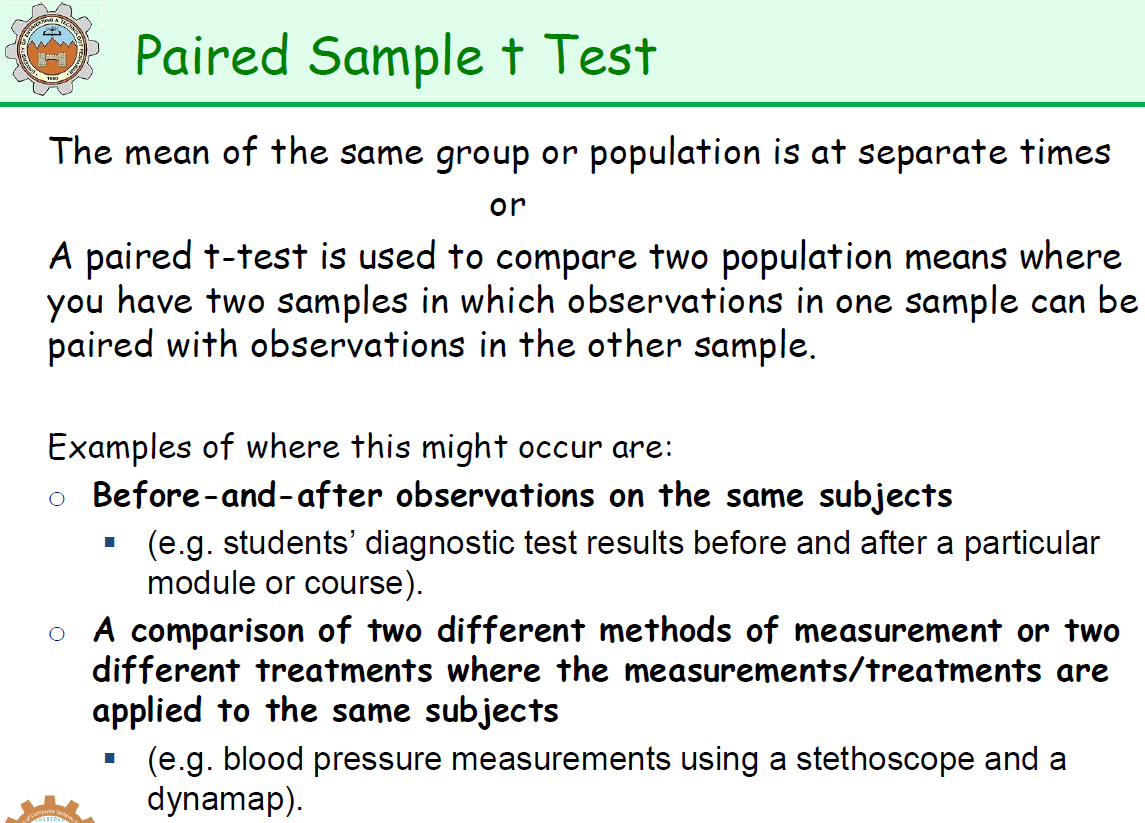 Paired Sample t Test
The mean of the same group or population is at separate times
or
A paired t-test is used to compare two population means where
you have two samples in which observations in one sample can be
paired with observations in the other sample.
Examples of where this might occur are:
Before-and-after observations on the same subjects
(e.g. students’ diagnostic test results before and after a particular
module or course).
A comparison of two different methods of measurement or two
different treatments where the measurements/treatments are
applied to the same subjects
(e.g. blood pressure measurements using a stethoscope and a
dynamap).